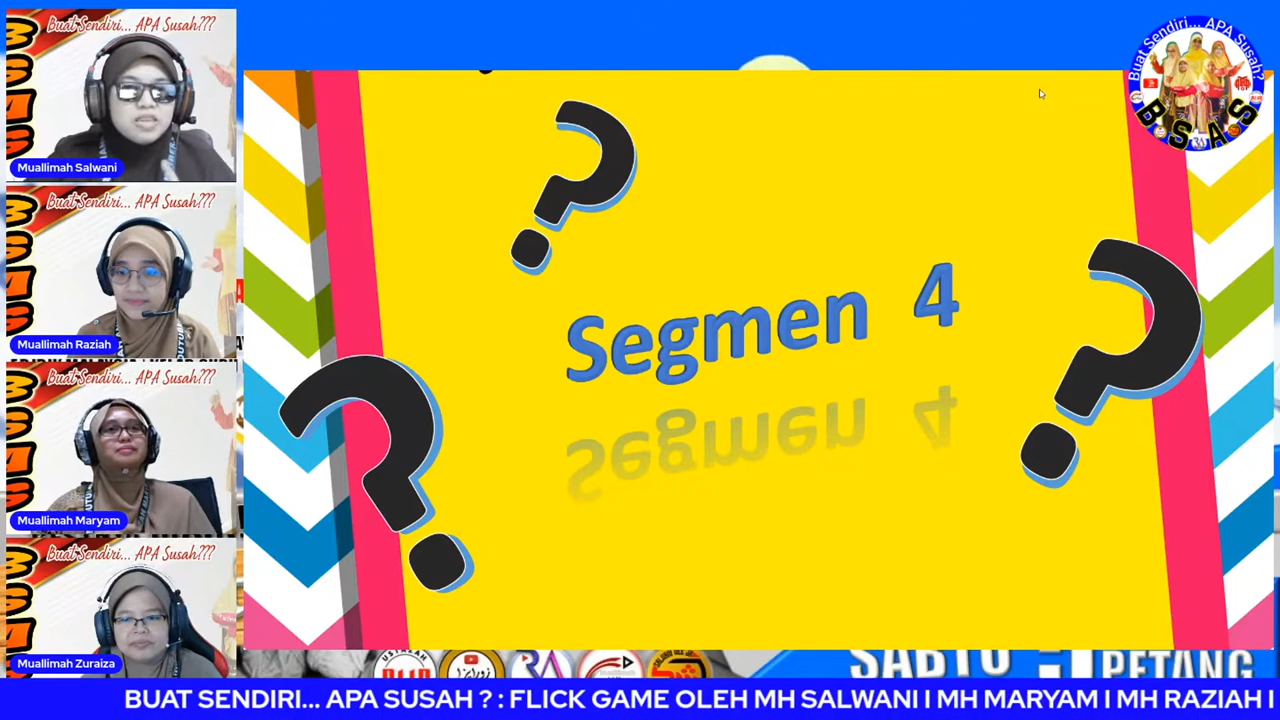 Buat Sendiri... APA Susah???
Muallimah Salwani
Buat Sendiri... APA Susah???
Muallimah Raziah
Buat Sendiri... APA Susah???
Muallimah Maryam
Buat Sendiri... APA Susah???
Muallimah Zuraiza
Buat Sendiri... APA Susah?
BSAS
?
?
?
Segmen 4
SABTU
PETANG
BUAT SENDIRI... APA SUSAH ? : FLICK GAME OLEH MH SALWANI I MH MARYAM I MH RAZIAH I